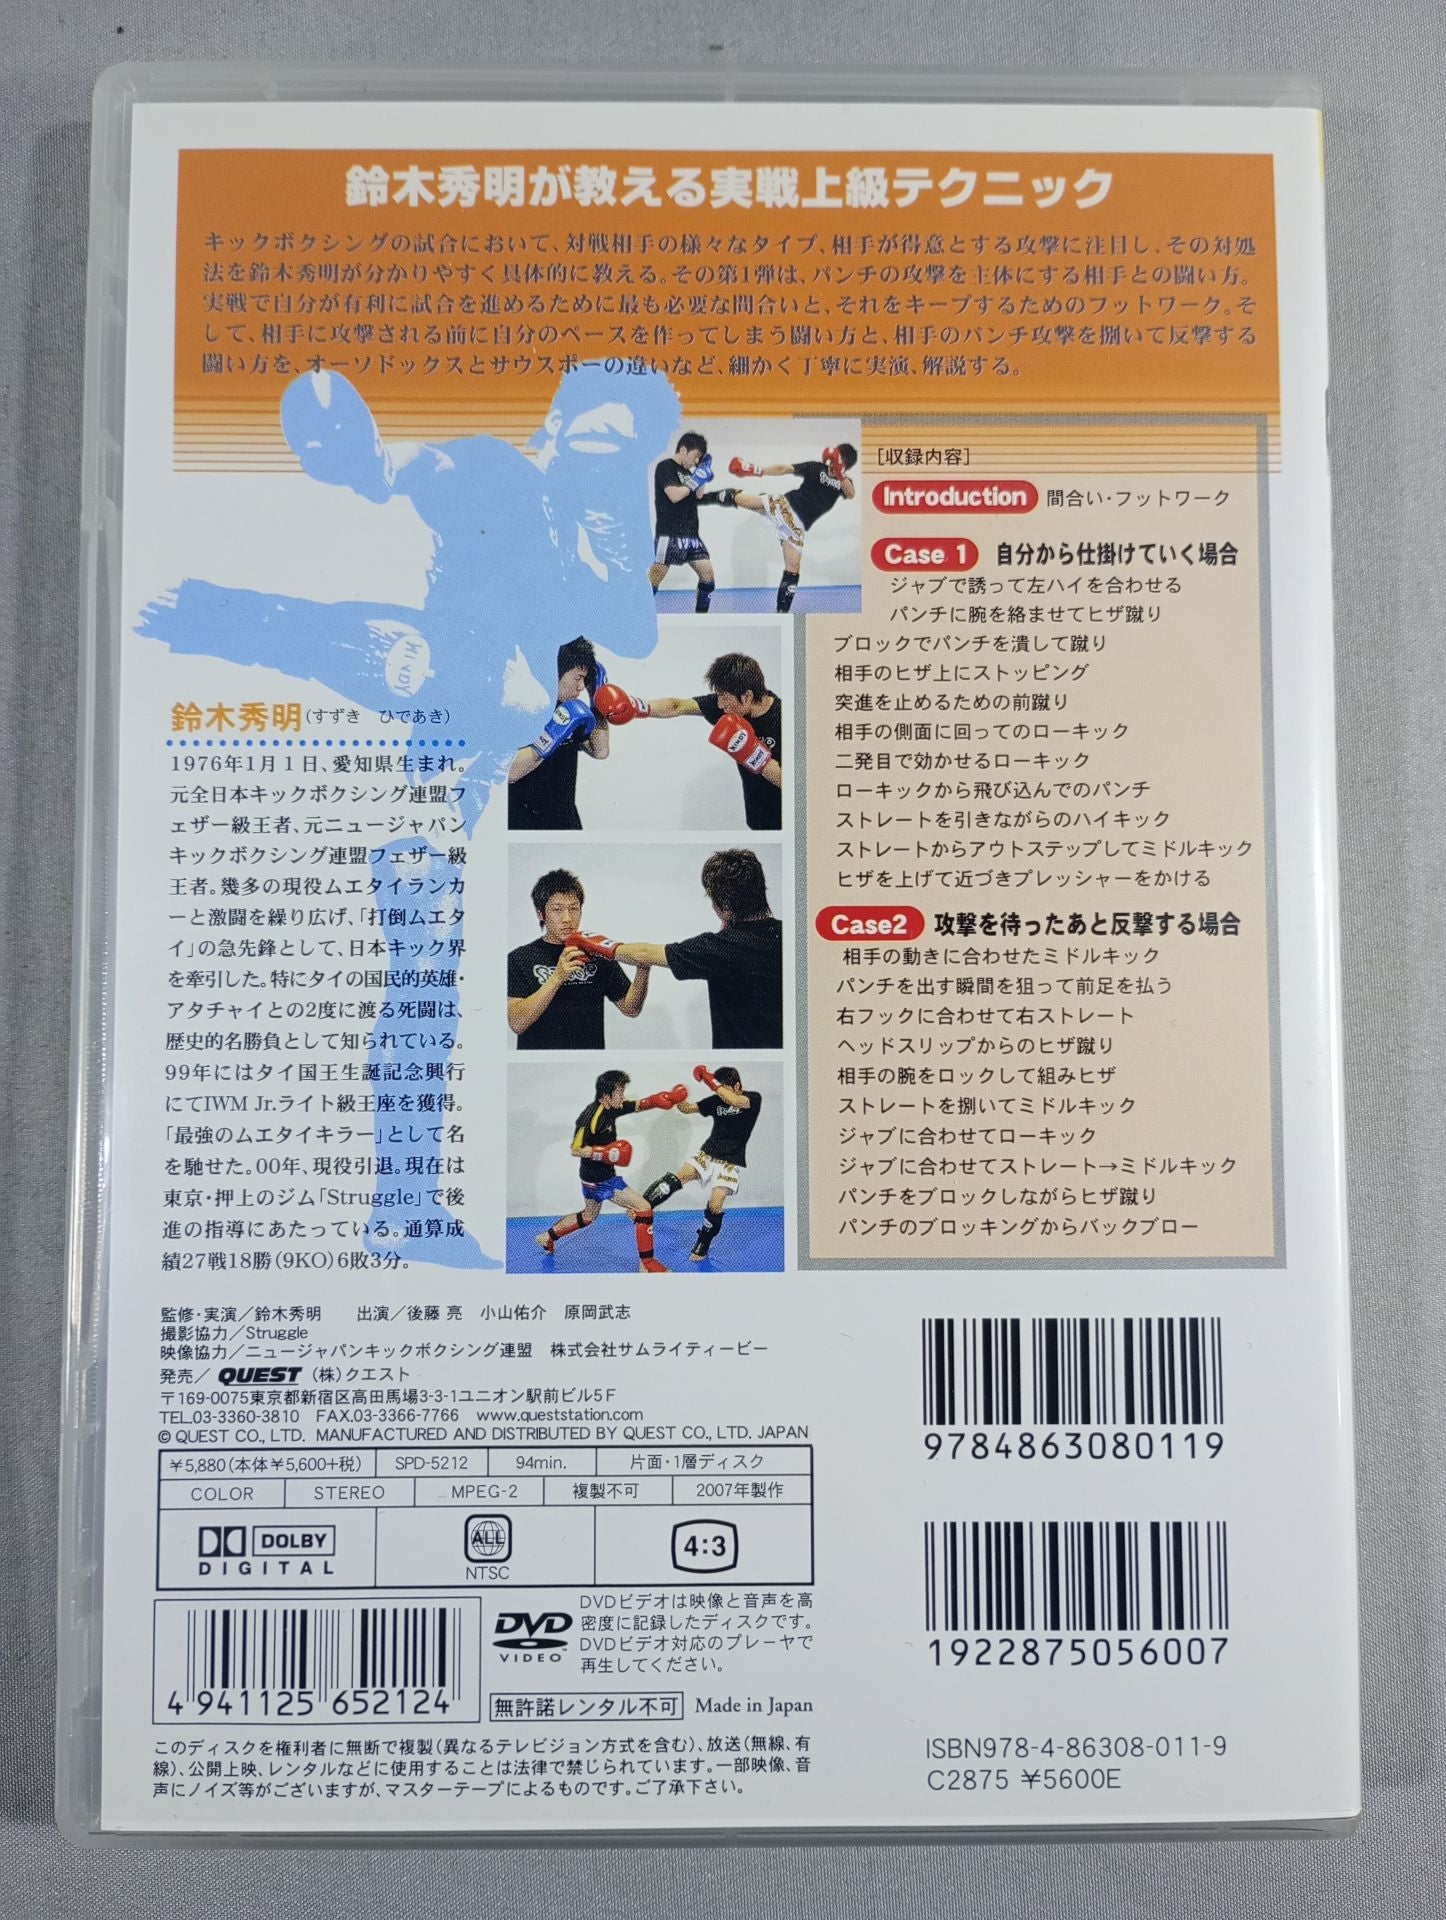 鈴木秀明が教える実戦上級テクニック
キックボクシングの試合において、対戦相手の様々なタイプ、相手が得意とする攻撃に注目し、その対処
法を鈴木秀明が分かりやすく具体的に教える。その第1弾は、パンチの攻撃を主体にする相手との闘い方。
実戦で自分が有利に試合を進めるために最も必要な間合いと、それをキープするためのフットワーク。そ
して、相手に攻撃される前に自分のペースを作ってしまう闘い方と、相手のパンチ攻撃を捌いて反撃する
闘い方を、オーソドックスとサウスポーの違いなど、細かく丁寧に実演、解説する。
[収録内容]
Introduction 間合い・フットワーク
Case 1 自分から仕掛けていく場合
ジャブで誘って左ハイを合わせる
パンチに腕を絡ませてヒザ蹴り
ブロックでパンチを潰して蹴り
相手のヒザ上にストッピング
突進を止めるための前蹴り
相手の側面に回ってのローキック
二発目で効かせるローキック
ローキックから飛び込んでのパンチ
ストレートを引きながらのハイキック
ストレートからアウトステップしてミドルキック
ヒザを上げて近づきプレッシャーをかける
Case2 攻撃を待ったあと反撃する場合
相手の動きに合わせたミドルキック
パンチを出す瞬間を狙って前足を払う
右フックに合わせて右ストレート
ヘッドスリップからのヒザ蹴り
相手の腕をロックして組みヒザ
ストレートを捌いてミドルキック
ジャブに合わせてローキック
ジャブに合わせてストレート→ミドルキック
パンチをブロックしながらヒザ蹴り
パンチのブロッキングからバックブロー
KINDY
鈴木秀明(すずき ひであき)
1976年1月1日、愛知県生まれ。
元全日本キックボクシング連盟フ
ェザー級王者、元ニュージャパン
キックボクシング連盟フェザー級
王者。幾多の現役ムエタイランカ
ーと激闘を繰り広げ、「打倒ムエタ
イ」の急先鋒として、日本キック界
を牽引した。特にタイの国民的英雄・
アタチャイとの2度に渡る死闘は、
歴史的名勝負として知られている。
99年にはタイ国王生誕記念興行
にてIWM Jr.ライト級王座を獲得。
「最強のムエタイキラー」として名
を馳せた。00年、現役引退。現在は
東京・押上のジム「Struggle」で後
進の指導にあたっている。通算成
績27戦18勝(9KO)6敗3分。
監修・実演／鈴木秀明 出演／後藤 亮 小山佑介 原岡武志
撮影協力／Struggle
映像協力／ニュージャパンキックボクシング連盟 株式会社サムライティービー
発売／ QUEST (株)クエスト
〒169-0075東京都新宿区高田馬場3-3-1ユニオン駅前ビル5F
TEL.03-3360-3810 FAX.03-3366-7766 www.queststation.com
© QUEST CO., LTD. MANUFACTURED AND DISTRIBUTED BY QUEST CO., LTD. JAPAN
¥5,880(本体¥5,600+税) SPD-5212 94min. 片面・1層ディスク
COLOR STEREO MPEG-2 複製不可 2007年製作
DOLBY
DIGITAL
ALL
NTSC
4:3
4 941125 652124
DVD
VIDEO™
DVDビデオは映像と音声を高
密度に記録したディスクです。
DVDビデオ対応のプレーヤで
再生してください。
無許諾レンタル不可 Made in Japan
このディスクを権利者に無断で複製(異なるテレビジョン方式を含む)、放送(無線、有
線)、公開上映、レンタルなどに使用することは法律で禁じられています。一部映像、音
声にノイズ等がございますが、マスターテープによるものです。ご了承下さい。
9784863080119
1922875056007
ISBN978-4-86308-011-9
C2875 ¥5600E